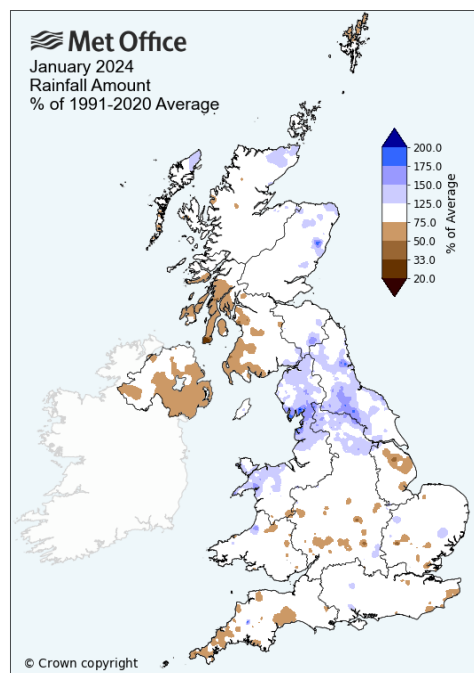 Met Office
January 2024
Rainfall Amount
% of 1991-2020 Average
200.0
175.0
150.0
125.0
75.0
50.0
33.0
20.0
% of Average
© Crown copyright